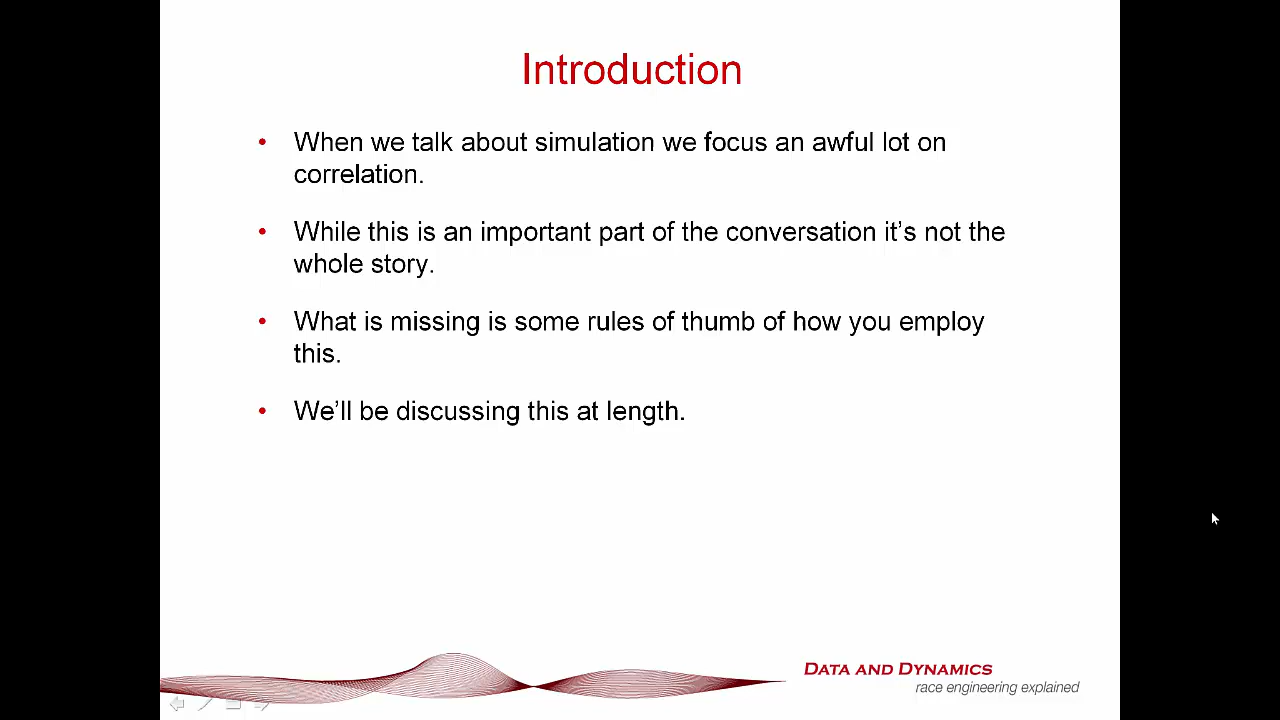 Introduction
• When we talk about simulation we focus an awful lot on
correlation.
• While this is an important part of the conversation it’s not the
whole story.
• What is missing is some rules of thumb of how you employ
this.
• We’ll be discussing this at length.
DATA AND DYNAMICS
race engineering explained